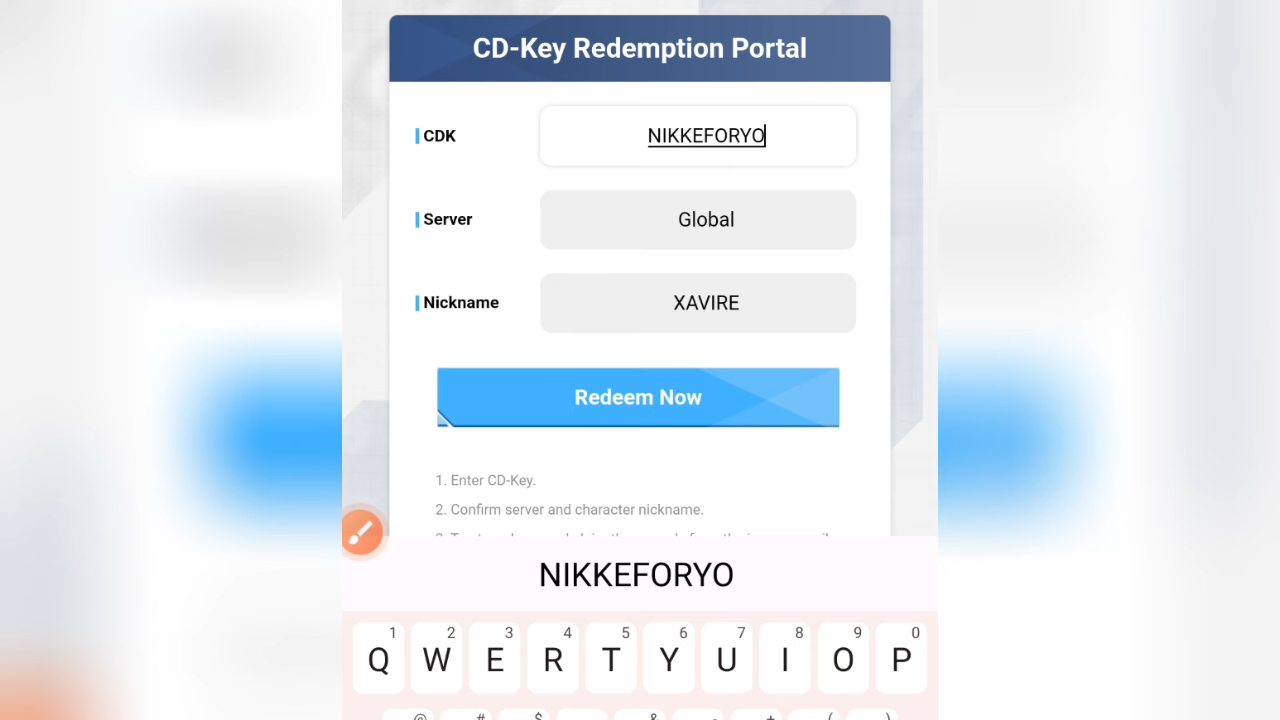 CD-Key Redemption Portal
CDK
NIKKEFORYO
Server
Global
Nickname
XAVIRE
Redeem Now
1. Enter CD-Key.
2. Confirm server and character nickname.
NIKKEFORYO
1 2 3 4 5 6 7 8 9 0
Q W E R T Y U I O P